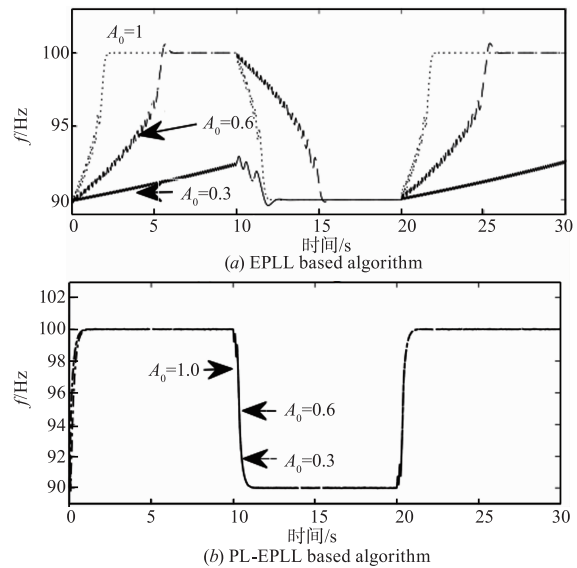 A₀=1
100
f/Hz
A₀=0.6
95
A₀=0.3
90
0 5 10 15 20 25 30
时间/s
(a) EPLL based algorithm
102
100
98
A₀=1.0
f/Hz
96
A₀=0.6
94
92
A₀=0.3
90
0 5 10 15 20 25 30
时间/s
(b) PL-EPLL based algorithm